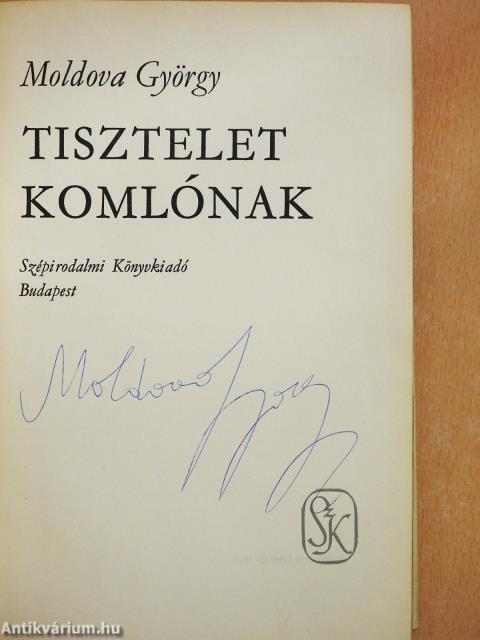 Moldova György
TISZTELET
KOMLÓNAK
Szépirodalmi Könyvkiadó
Budapest
Moldova György
SzK
Antikvárium.hu